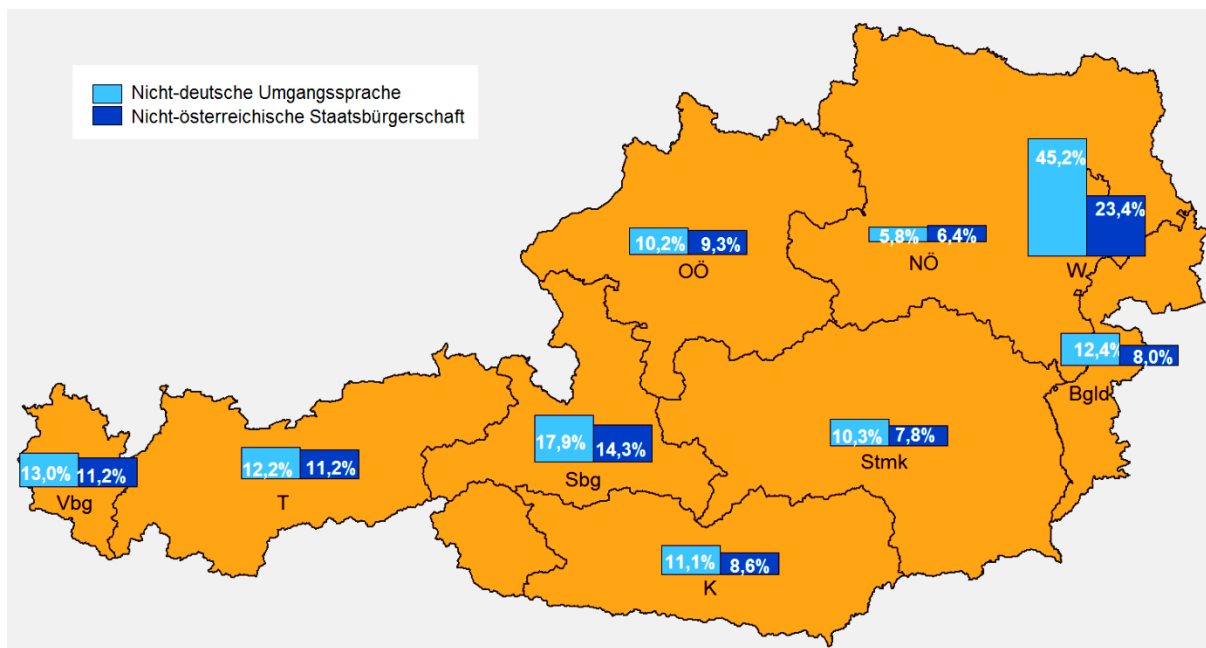 Nicht-deutsche Umgangssprache
Nicht-österreichische Staatsbürgerschaft
45,2%
23,4%
W
10,2%
9,3%
OÖ
5,8%
6,4%
NÖ
12,4%
8,0%
Bgld
17,9%
14,3%
Sbg
10,3%
7,8%
Stmk
13,0%
11,2%
Vbg
12,2%
11,2%
T
11,1%
8,6%
K